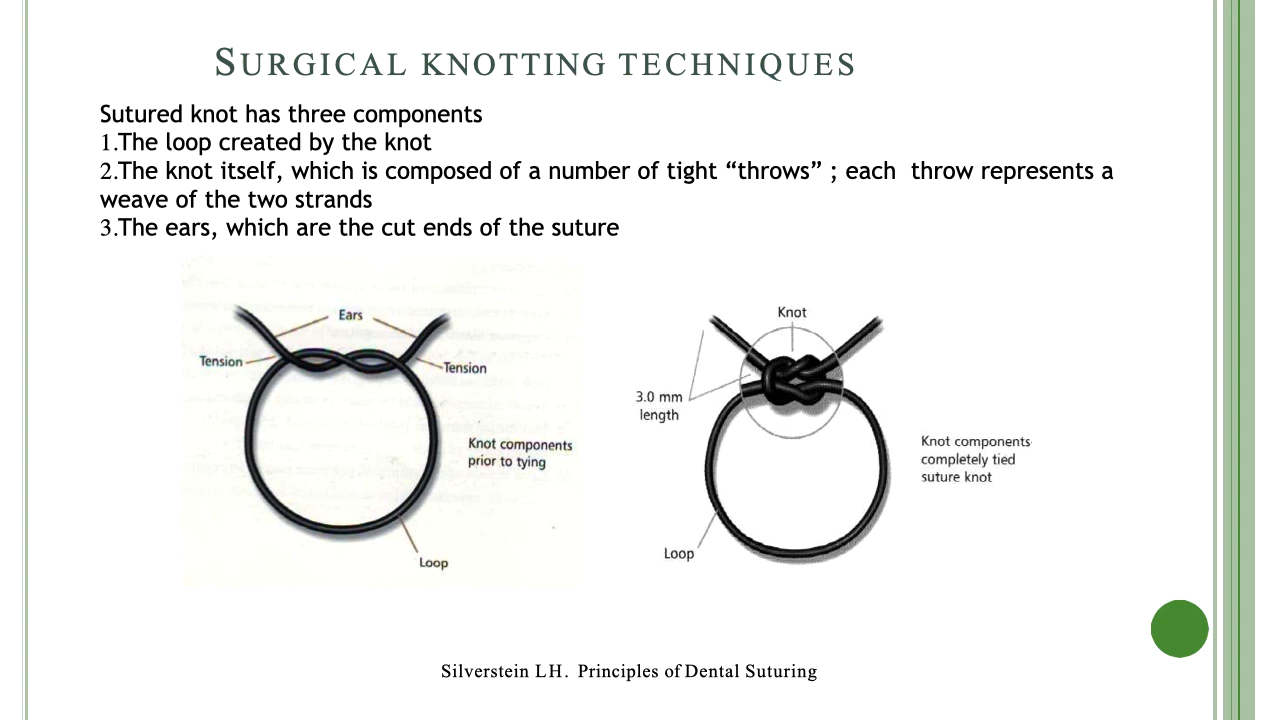 SURGICAL KNOTTING TECHNIQUES
Sutured knot has three components
1.The loop created by the knot
2.The knot itself, which is composed of a number of tight “throws” ; each  throw represents a
weave of the two strands
3.The ears, which are the cut ends of the suture
Ears
Tension
Tension
Knot components
prior to tying
Loop
Knot
3.0 mm
length
Knot components
completely tied
suture knot
Loop
Silverstein LH. Principles of Dental Suturing